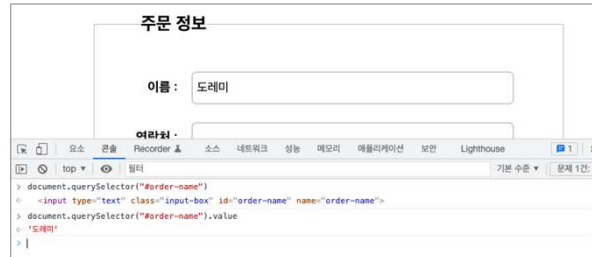 주문 정보
이름 :
도레미
연락처 :
요소 콘솔 Recorder 소스 네트워크 성능 메모리 애플리케이션 보안 Lighthouse 1
top ▼ 필터 기본 수준 ▼ 문제 1건:
> document.querySelector("#order-name")
<input type="text" class="input-box" id="order-name" name="order-name">
> document.querySelector("#order-name").value
'도레미'
>